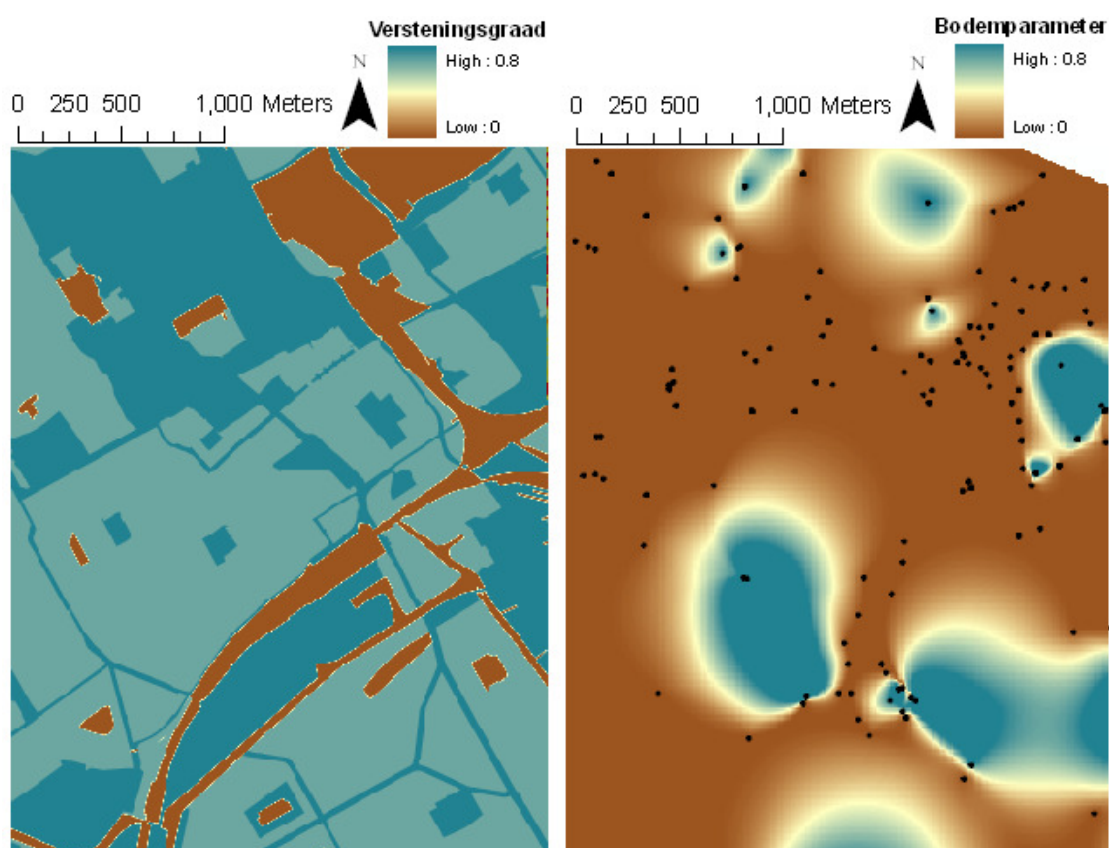 Versteningsgraad
N
High : 0.8
0 250 500 1,000 Meters
Low : 0
Bodemparameter
N
High : 0.8
0 250 500 1,000 Meters
Low : 0